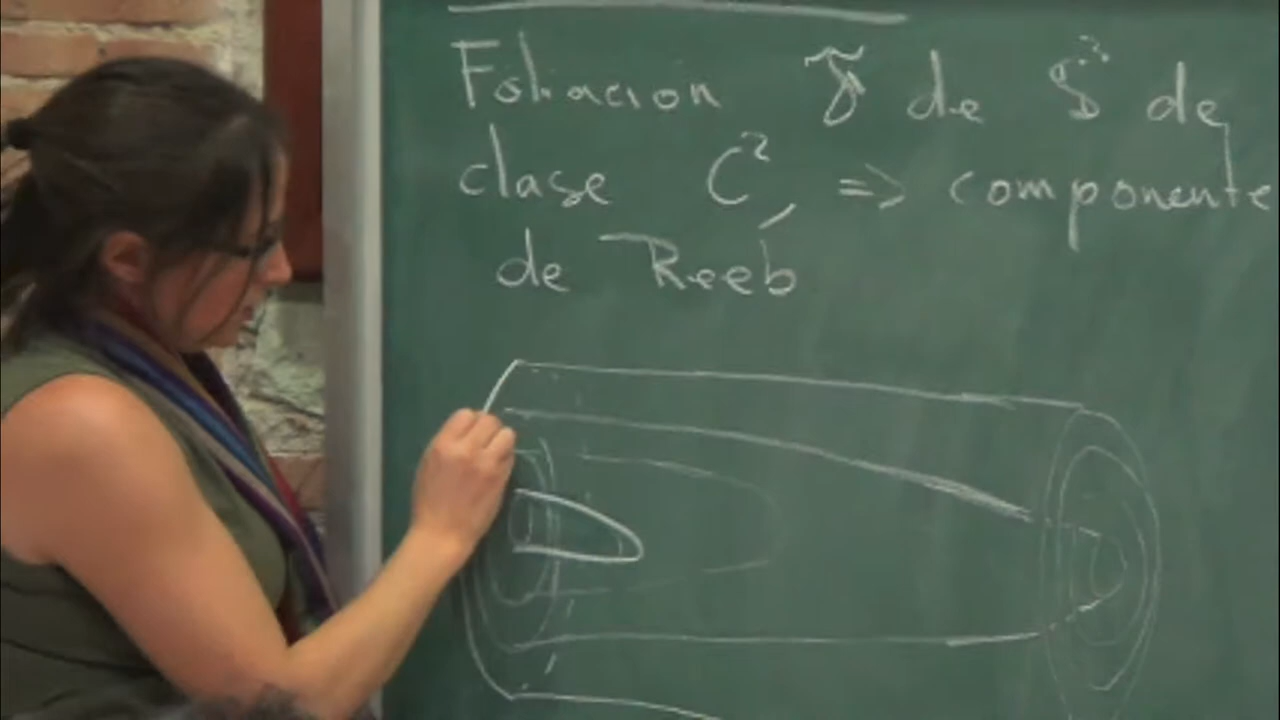 Foliacion F de S³ de
clase C², => componente
de Reeb